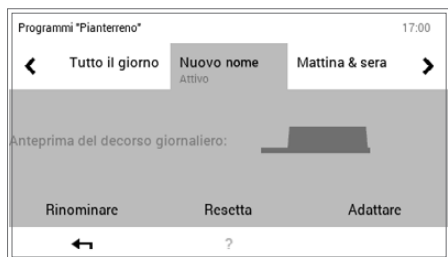 Programmi "Pianterreno" 17:00
Tutto il giorno Nuovo nome Mattina & sera
Attivo
Anteprima del decorso giornaliero:
Rinominare Resetta Adattare
?